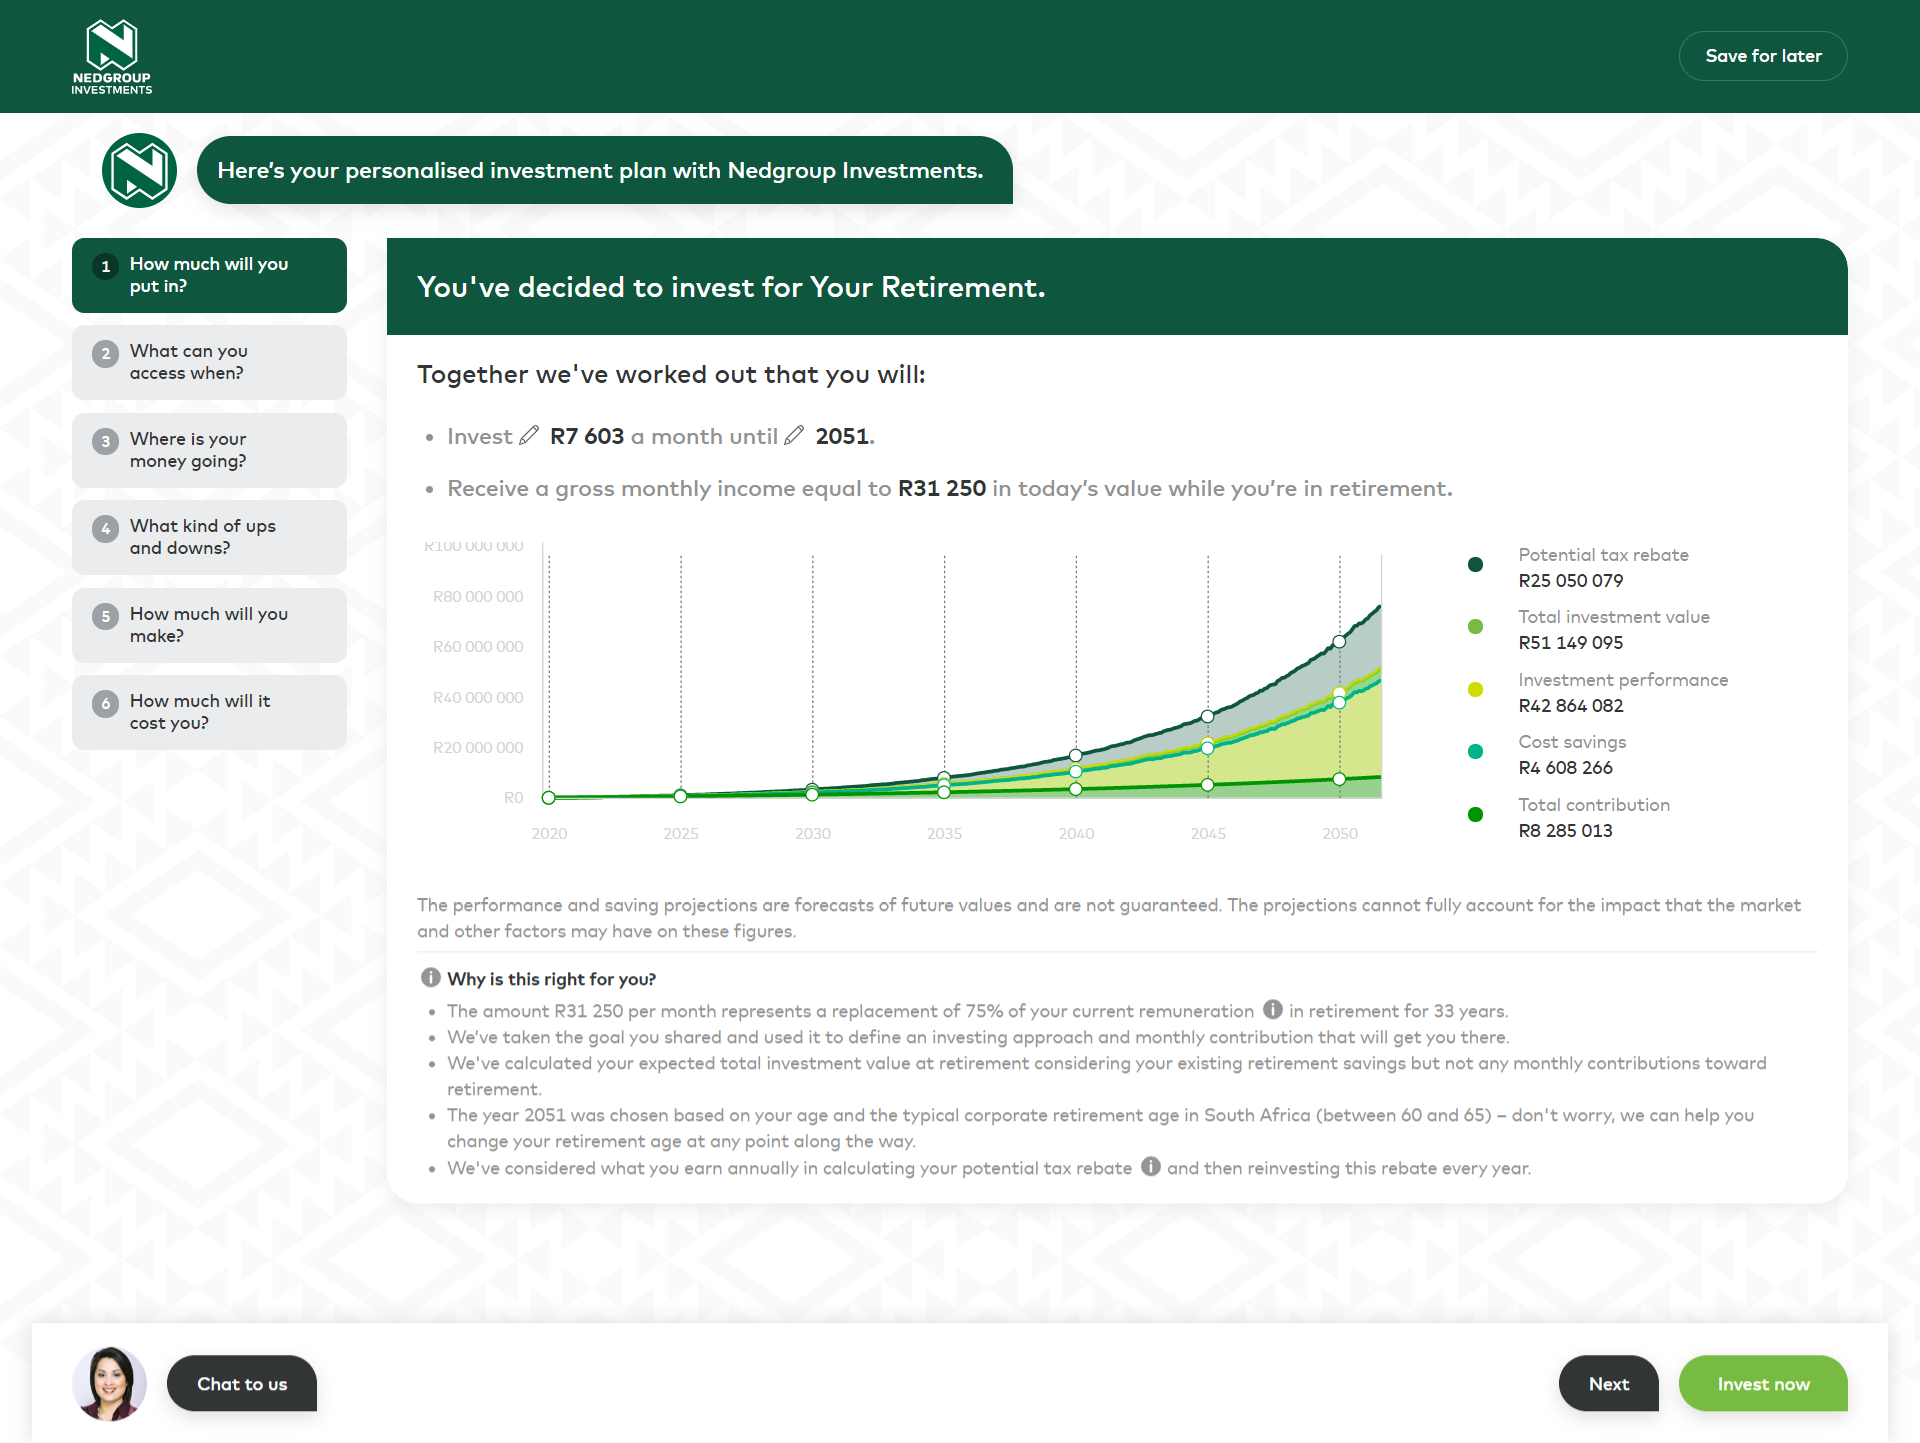 NEDGROUP
INVESTMENTS
Save for later
Here’s your personalised investment plan with Nedgroup Investments.
1 How much will you
put in?
2 What can you
access when?
3 Where is your
money going?
4 What kind of ups
and downs?
5 How much will you
make?
6 How much will it
cost you?
You've decided to invest for Your Retirement.
Together we've worked out that you will:
• Invest R7 603 a month until 2051.
• Receive a gross monthly income equal to R31 250 in today’s value while you’re in retirement.
R100 000 000
R80 000 000
R60 000 000
R40 000 000
R20 000 000
R0
2020 2025 2030 2035 2040 2045 2050
Potential tax rebate
R25 050 079
Total investment value
R51 149 095
Investment performance
R42 864 082
Cost savings
R4 608 266
Total contribution
R8 285 013
The performance and saving projections are forecasts of future values and are not guaranteed. The projections cannot fully account for the impact that the market
and other factors may have on these figures.
i Why is this right for you?
• The amount R31 250 per month represents a replacement of 75% of your current remuneration i in retirement for 33 years.
• We’ve taken the goal you shared and used it to define an investing approach and monthly contribution that will get you there.
• We've calculated your expected total investment value at retirement considering your existing retirement savings but not any monthly contributions toward
retirement.
• The year 2051 was chosen based on your age and the typical corporate retirement age in South Africa (between 60 and 65) – don't worry, we can help you
change your retirement age at any point along the way.
• We've considered what you earn annually in calculating your potential tax rebate i and then reinvesting this rebate every year.
Chat to us
Next
Invest now